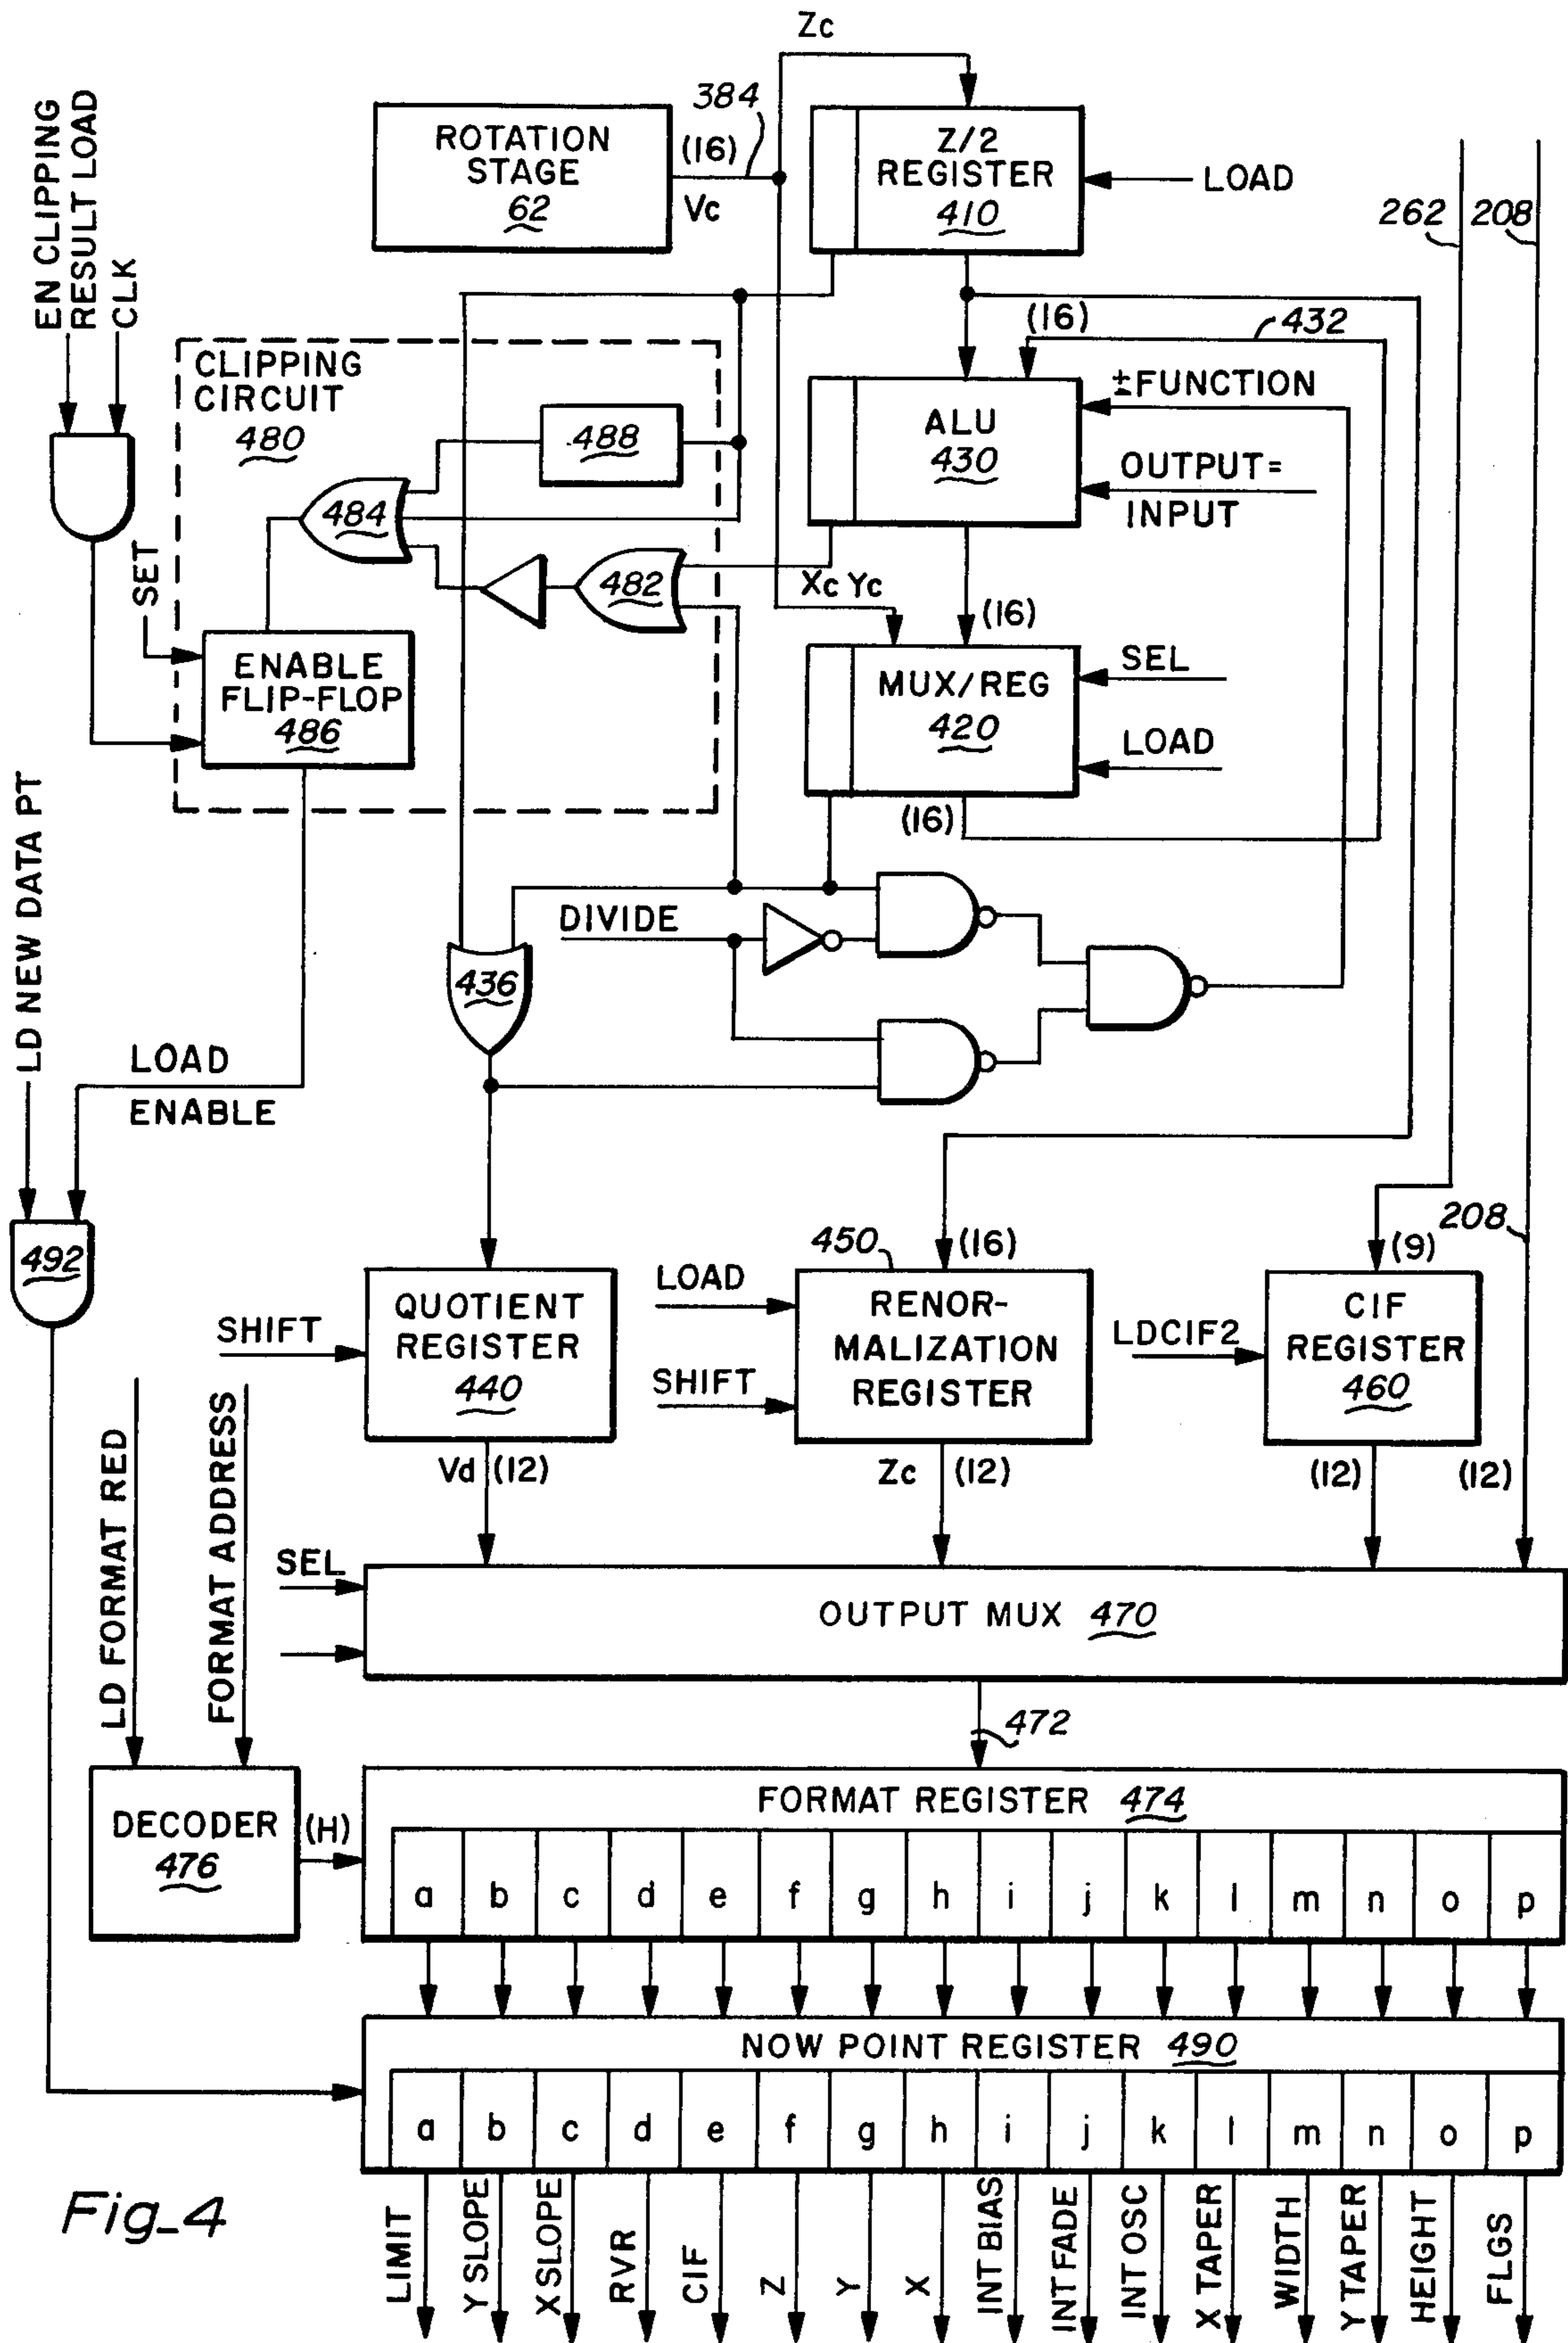 Zc
384
ROTATION
STAGE
62
(16)
Vc
Z/2
REGISTER
410
LOAD
262
208
EN CLIPPING
RESULT LOAD
CLK
CLIPPING
CIRCUIT
480
488
484
482
(16)
432
ALU
430
±FUNCTION
OUTPUT=
INPUT
SET
ENABLE
FLIP-FLOP
486
Xc Yc
(16)
MUX/REG
420
SEL
LOAD
(16)
LD NEW DATA PT
DIVIDE
436
LOAD
ENABLE
492
208
450
(16)
(9)
SHIFT
QUOTIENT
REGISTER
440
LOAD
SHIFT
RENOR-
MALIZATION
REGISTER
LDCIF2
CIF
REGISTER
460
Vd (12)
Zc (12)
(12)
(12)
LD FORMAT RED
FORMAT ADDRESS
SEL
OUTPUT MUX 470
472
DECODER
476
(H)
FORMAT REGISTER 474
a b c d e f g h i j k l m n o p
NOW POINT REGISTER 490
a b c d e f g h i j k l m n o p
LIMIT
Y SLOPE
X SLOPE
RVR
CIF
Z
Y
X
INT BIAS
INT FADE
INT OSC
X TAPER
WIDTH
Y TAPER
HEIGHT
FLGS
Fig_4